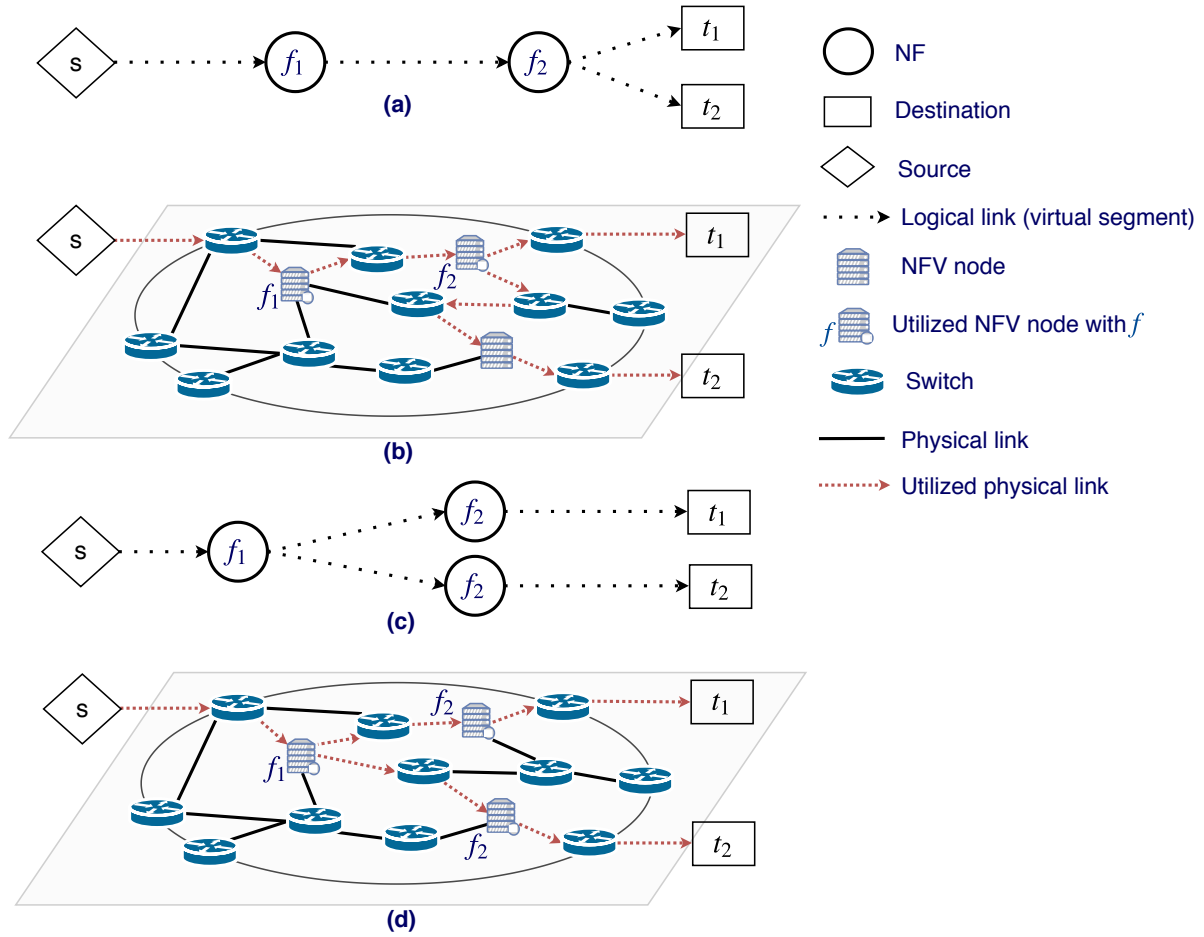 s
f1
f2
t1
t2
(a)
s
f1
f2
t1
t2
(b)
s
f1
f2
f2
t1
t2
(c)
s
f1
f2
f2
t1
t2
(d)
NF
Destination
Source
Logical link (virtual segment)
NFV node
f Utilized NFV node with f
Switch
Physical link
Utilized physical link